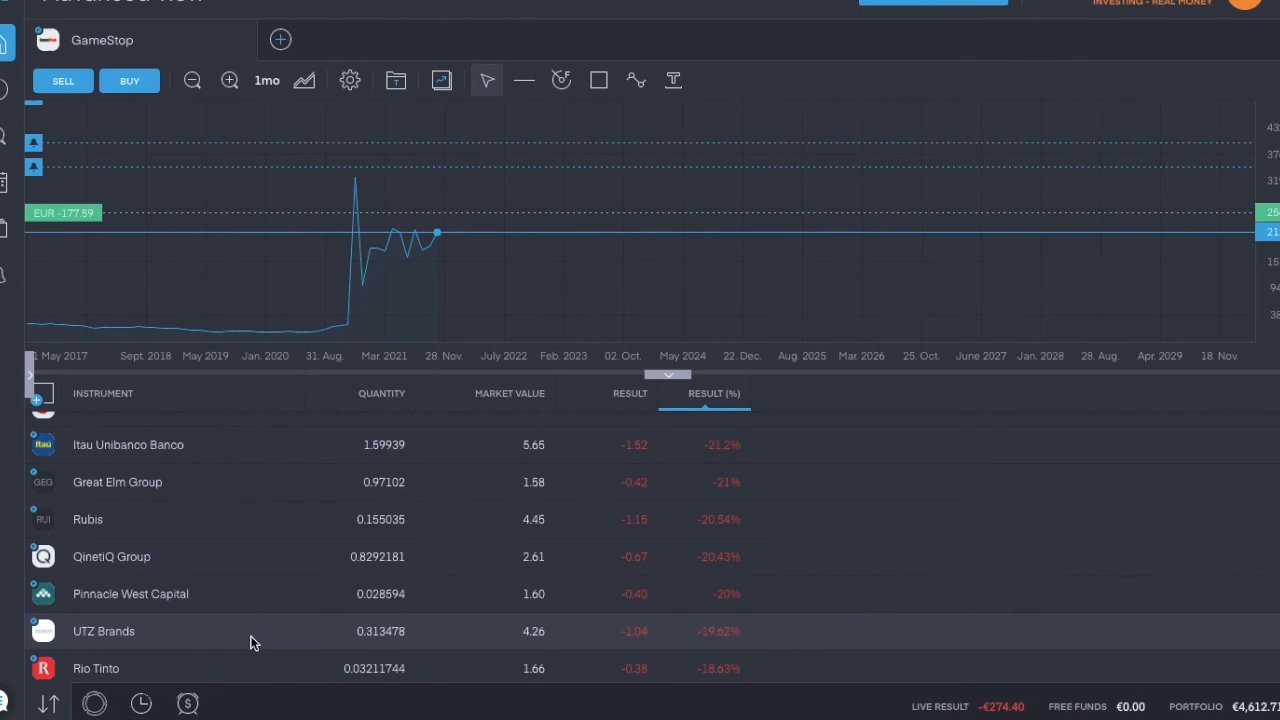 INVESTING - REAL MONEY
GameStop
SELL BUY 1mo
EUR -177.59
1 May 2017 Sept. 2018 May 2019 Jan. 2020 31 Aug. Mar. 2021 28. Nov. July 2022 Feb. 2023 02. Oct. May 2024 22. Dec. Aug. 2025 Mar. 2026 25. Oct. June 2027 Jan. 2028 28. Aug. Apr. 2029 18. Nov.
INSTRUMENT QUANTITY MARKET VALUE RESULT RESULT (%)
Itaú Itau Unibanco Banco 1.59939 5.65 -1.52 -21.2%
GEG Great Elm Group 0.97102 1.58 -0.42 -21%
RUI Rubis 0.155035 4.45 -1.15 -20.54%
QinetiQ Group 0.8292181 2.61 -0.67 -20.43%
Pinnacle West Capital 0.028594 1.60 -0.40 -20%
UTZ Brands 0.313478 4.26 -1.04 -19.62%
R Rio Tinto 0.03211744 1.66 -0.38 -18.63%
LIVE RESULT -€274.40 FREE FUNDS €0.00 PORTFOLIO €4,612.71